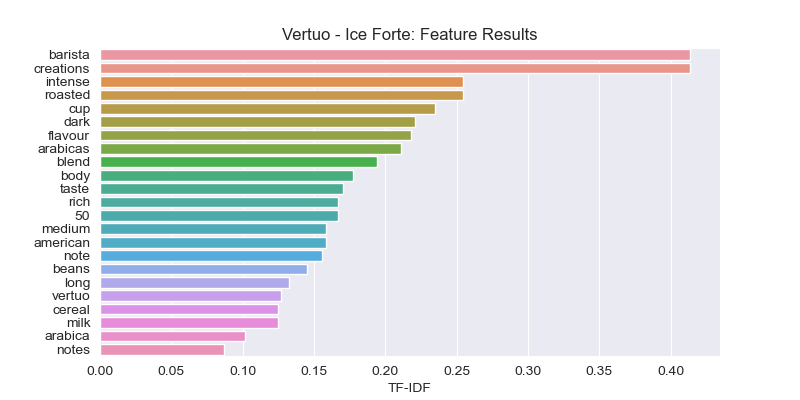 Vertuo - Ice Forte: Feature Results
barista
creations
intense
roasted
cup
dark
flavour
arabicas
blend
body
taste
rich
50
medium
american
note
beans
long
vertuo
cereal
milk
arabica
notes
0.00 0.05 0.10 0.15 0.20 0.25 0.30 0.35 0.40
TF-IDF